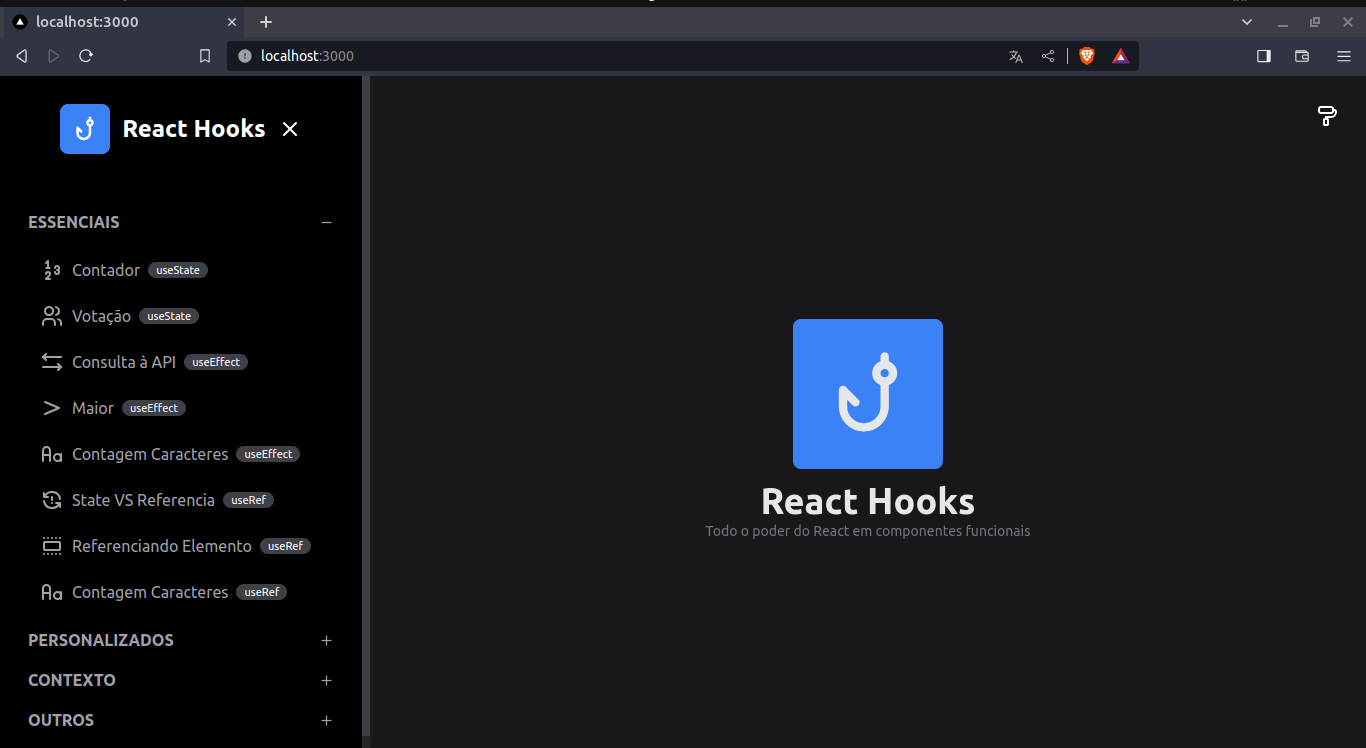 localhost:3000
localhost:3000
React Hooks
ESSENCIAIS
Contador useState
Votação useState
Consulta à API useEffect
Maior useEffect
Contagem Caracteres useEffect
State VS Referencia useRef
Referenciando Elemento useRef
Contagem Caracteres useRef
PERSONALIZADOS
CONTEXTO
OUTROS
React Hooks
Todo o poder do React em componentes funcionais